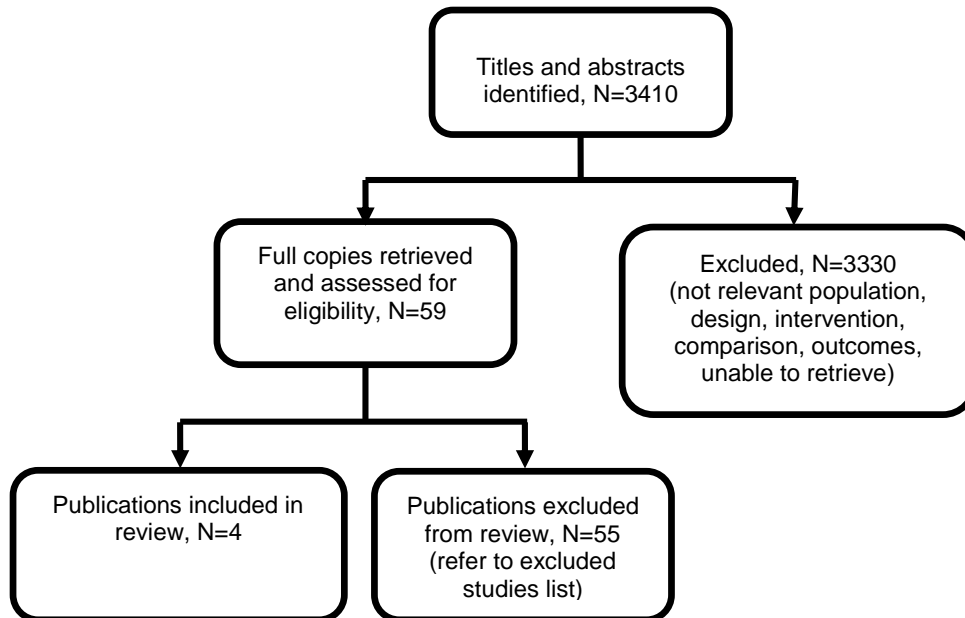 Titles and abstracts
identified, N=3410
Full copies retrieved
and assessed for
eligibility, N=59
Excluded, N=3330
(not relevant population,
design, intervention,
comparison, outcomes,
unable to retrieve)
Publications included in
review, N=4
Publications excluded
from review, N=55
(refer to excluded
studies list)